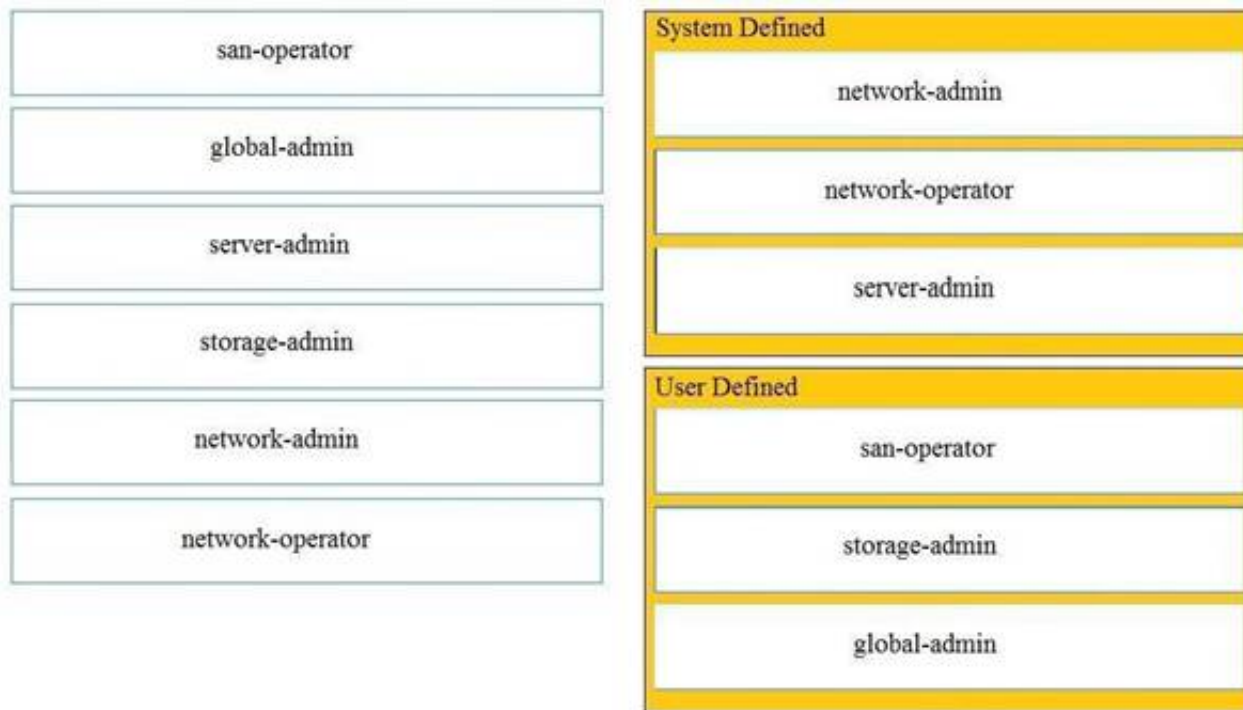 san-operator
global-admin
server-admin
storage-admin
network-admin
network-operator
System Defined
network-admin
network-operator
server-admin
User Defined
san-operator
storage-admin
global-admin